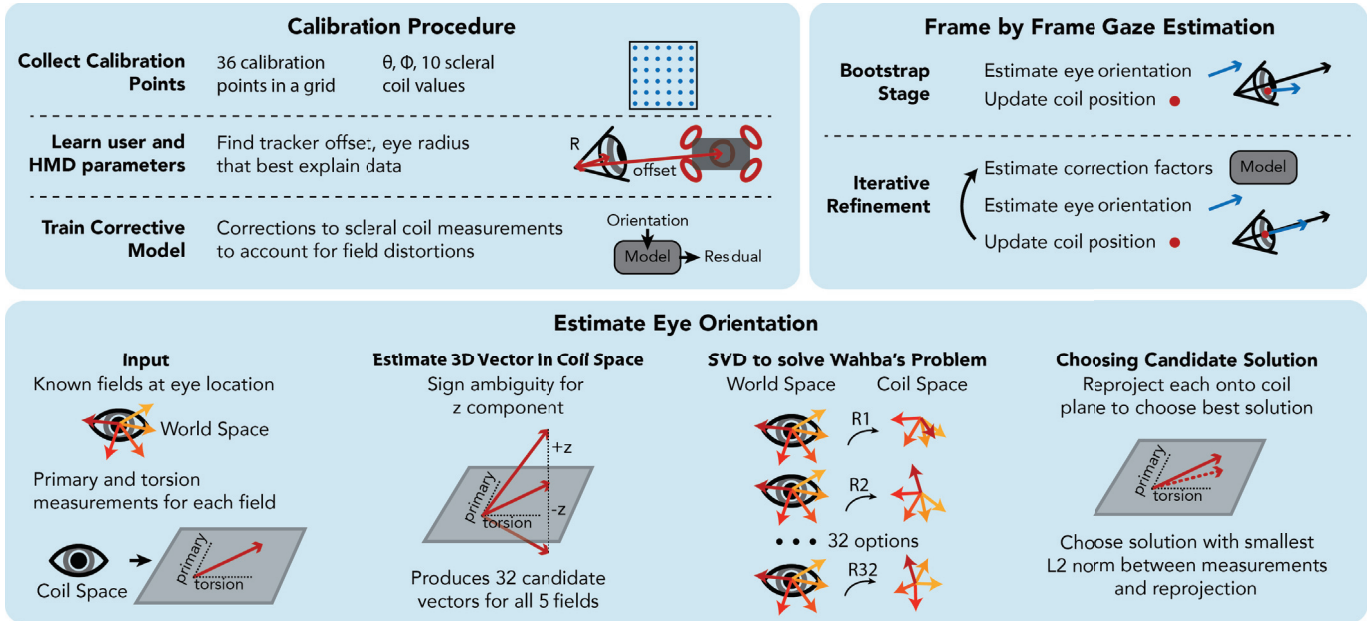 Calibration Procedure
Collect Calibration
Points
36 calibration
points in a grid
θ, Φ, 10 scleral
coil values
Learn user and
HMD parameters
Find tracker offset, eye radius
that best explain data
R
offset
Train Corrective
Model
Corrections to scleral coil measurements
to account for field distortions
Orientation
Model
Residual
Frame by Frame Gaze Estimation
Bootstrap
Stage
Estimate eye orientation
Update coil position
Iterative
Refinement
Estimate correction factors
Model
Estimate eye orientation
Update coil position
Estimate Eye Orientation
Input
Known fields at eye location
World Space
Primary and torsion
measurements for each field
Coil Space
primary
torsion
Estimate 3D Vector in Coil Space
Sign ambiguity for
z component
+z
-z
primary
torsion
Produces 32 candidate
vectors for all 5 fields
SVD to solve Wahba's Problem
World Space
Coil Space
R1
R2
• • • 32 options
R32
Choosing Candidate Solution
Reproject each onto coil
plane to choose best solution
primary
torsion
Choose solution with smallest
L2 norm between measurements
and reprojection